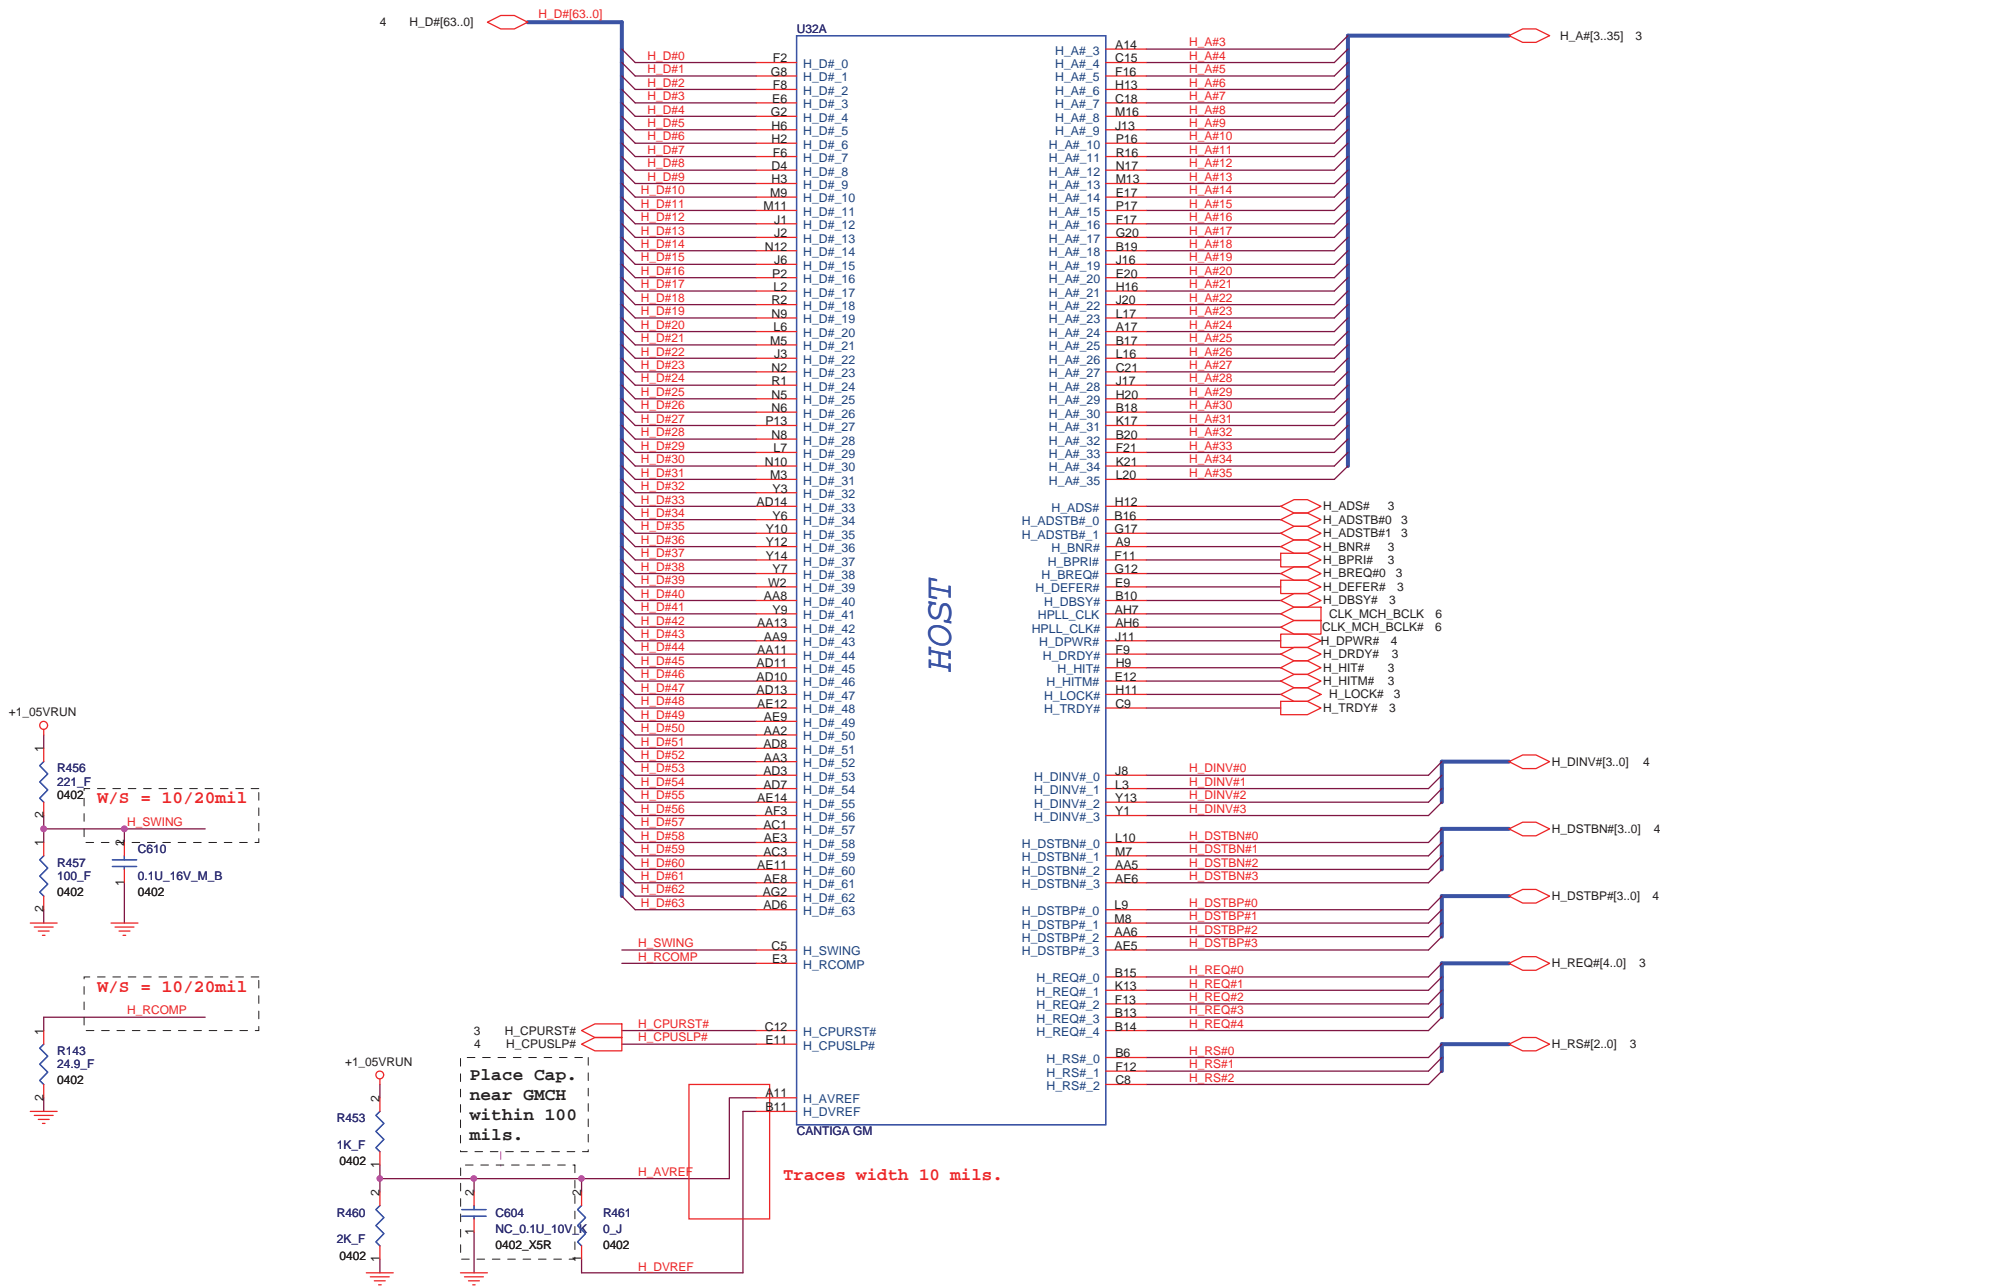 4 H_D#[63..0] H_D#[63..0]
U32A
H_A#[3..35] 3
H_D#0 F2 H_D#_0
H_D#1 G8 H_D#_1
H_D#2 F8 H_D#_2
H_D#3 E6 H_D#_3
H_D#4 G2 H_D#_4
H_D#5 H6 H_D#_5
H_D#6 H2 H_D#_6
H_D#7 F6 H_D#_7
H_D#8 D4 H_D#_8
H_D#9 H3 H_D#_9
H_D#10 M9 H_D#_10
H_D#11 M11 H_D#_11
H_D#12 J1 H_D#_12
H_D#13 J2 H_D#_13
H_D#14 N12 H_D#_14
H_D#15 J6 H_D#_15
H_D#16 P2 H_D#_16
H_D#17 L2 H_D#_17
H_D#18 R2 H_D#_18
H_D#19 N9 H_D#_19
H_D#20 L6 H_D#_20
H_D#21 M5 H_D#_21
H_D#22 J3 H_D#_22
H_D#23 N2 H_D#_23
H_D#24 R1 H_D#_24
H_D#25 N5 H_D#_25
H_D#26 N6 H_D#_26
H_D#27 P13 H_D#_27
H_D#28 N8 H_D#_28
H_D#29 L7 H_D#_29
H_D#30 N10 H_D#_30
H_D#31 M3 H_D#_31
H_D#32 Y3 H_D#_32
H_D#33 AD14 H_D#_33
H_D#34 Y6 H_D#_34
H_D#35 Y10 H_D#_35
H_D#36 Y12 H_D#_36
H_D#37 Y14 H_D#_37
H_D#38 Y7 H_D#_38
H_D#39 W2 H_D#_39
H_D#40 AA8 H_D#_40
H_D#41 Y9 H_D#_41
H_D#42 AA13 H_D#_42
H_D#43 AA9 H_D#_43
H_D#44 AA11 H_D#_44
H_D#45 AD11 H_D#_45
H_D#46 AD10 H_D#_46
H_D#47 AD13 H_D#_47
H_D#48 AE12 H_D#_48
H_D#49 AE9 H_D#_49
H_D#50 AA2 H_D#_50
H_D#51 AD8 H_D#_51
H_D#52 AA3 H_D#_52
H_D#53 AD3 H_D#_53
H_D#54 AD7 H_D#_54
H_D#55 AE14 H_D#_55
H_D#56 AF3 H_D#_56
H_D#57 AC1 H_D#_57
H_D#58 AE3 H_D#_58
H_D#59 AC3 H_D#_59
H_D#60 AE11 H_D#_60
H_D#61 AE8 H_D#_61
H_D#62 AG2 H_D#_62
H_D#63 AD6 H_D#_63
H_SWING C5 H_SWING
H_RCOMP E3 H_RCOMP
3 H_CPURST# H_CPURST# C12 H_CPURST#
4 H_CPUSLP# H_CPUSLP# E11 H_CPUSLP#
A11 H_AVREF
B11 H_DVREF
CANTIGA GM
HOST
H_A#_3 A14 H_A#3
H_A#_4 C15 H_A#4
H_A#_5 F16 H_A#5
H_A#_6 H13 H_A#6
H_A#_7 C18 H_A#7
H_A#_8 M16 H_A#8
H_A#_9 J13 H_A#9
H_A#_10 P16 H_A#10
H_A#_11 R16 H_A#11
H_A#_12 N17 H_A#12
H_A#_13 M13 H_A#13
H_A#_14 E17 H_A#14
H_A#_15 P17 H_A#15
H_A#_16 F17 H_A#16
H_A#_17 G20 H_A#17
H_A#_18 B19 H_A#18
H_A#_19 J16 H_A#19
H_A#_20 E20 H_A#20
H_A#_21 H16 H_A#21
H_A#_22 J20 H_A#22
H_A#_23 L17 H_A#23
H_A#_24 A17 H_A#24
H_A#_25 B17 H_A#25
H_A#_26 L16 H_A#26
H_A#_27 C21 H_A#27
H_A#_28 J17 H_A#28
H_A#_29 H20 H_A#29
H_A#_30 B18 H_A#30
H_A#_31 K17 H_A#31
H_A#_32 B20 H_A#32
H_A#_33 F21 H_A#33
H_A#_34 K21 H_A#34
H_A#_35 L20 H_A#35
H_ADS# H12 H_ADS# 3
H_ADSTB#_0 B16 H_ADSTB#0 3
H_ADSTB#_1 G17 H_ADSTB#1 3
H_BNR# A9 H_BNR# 3
H_BPRI# F11 H_BPRI# 3
H_BREQ# G12 H_BREQ#0 3
H_DEFER# E9 H_DEFER# 3
H_DBSY# B10 H_DBSY# 3
HPLL_CLK AH7 CLK_MCH_BCLK 6
HPLL_CLK# AH6 CLK_MCH_BCLK# 6
H_DPWR# J11 H_DPWR# 4
H_DRDY# F9 H_DRDY# 3
H_HIT# H9 H_HIT# 3
H_HITM# E12 H_HITM# 3
H_LOCK# H11 H_LOCK# 3
H_TRDY# C9 H_TRDY# 3
H_DINV#[3..0] 4
H_DINV#_0 J8 H_DINV#0
H_DINV#_1 L3 H_DINV#1
H_DINV#_2 Y13 H_DINV#2
H_DINV#_3 Y1 H_DINV#3
H_DSTBN#[3..0] 4
H_DSTBN#_0 L10 H_DSTBN#0
H_DSTBN#_1 M7 H_DSTBN#1
H_DSTBN#_2 AA5 H_DSTBN#2
H_DSTBN#_3 AE6 H_DSTBN#3
H_DSTBP#[3..0] 4
H_DSTBP#_0 L9 H_DSTBP#0
H_DSTBP#_1 M8 H_DSTBP#1
H_DSTBP#_2 AA6 H_DSTBP#2
H_DSTBP#_3 AE5 H_DSTBP#3
H_REQ#[4..0] 3
H_REQ#_0 B15 H_REQ#0
H_REQ#_1 K13 H_REQ#1
H_REQ#_2 F13 H_REQ#2
H_REQ#_3 B13 H_REQ#3
H_REQ#_4 B14 H_REQ#4
H_RS#[2..0] 3
H_RS#_0 B6 H_RS#0
H_RS#_1 F12 H_RS#1
H_RS#_2 C8 H_RS#2
+1_05VRUN
1
R456
221_F
0402
2
W/S = 10/20mil
H_SWING
1
R457
100_F
0402
2
2
C610
0.1U_16V_M_B
0402
1
W/S = 10/20mil
H_RCOMP
1
R143
24.9_F
0402
2
+1_05VRUN
2
R453
1K_F
0402
1
2
R460
2K_F
0402
1
Place Cap.
near GMCH
within 100
mils.
H_AVREF
2
C604
NC_0.1U_10V_K
0402_X5R
1
2
R461
0_J
0402
1
H_DVREF
Traces width 10 mils.